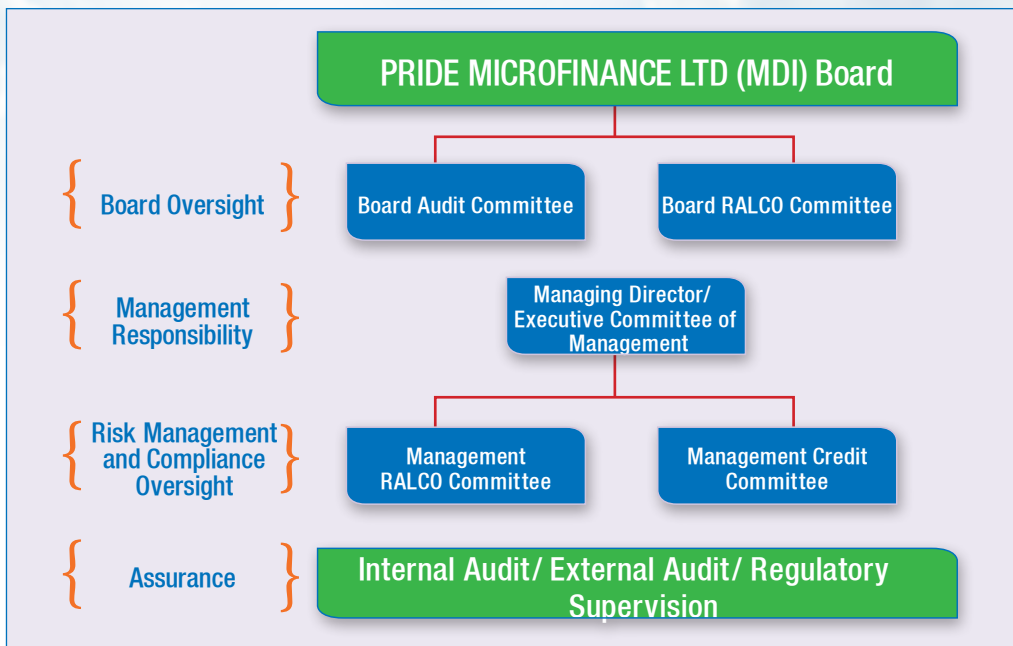 PRIDE MICROFINANCE LTD (MDI) Board
Board Oversight
Board Audit Committee
Board RALCO Committee
Management
Responsibility
Managing Director/
Executive Committee of
Management
Risk Management
and Compliance
Oversight
Management
RALCO Committee
Management Credit
Committee
Assurance
Internal Audit/ External Audit/ Regulatory
Supervision